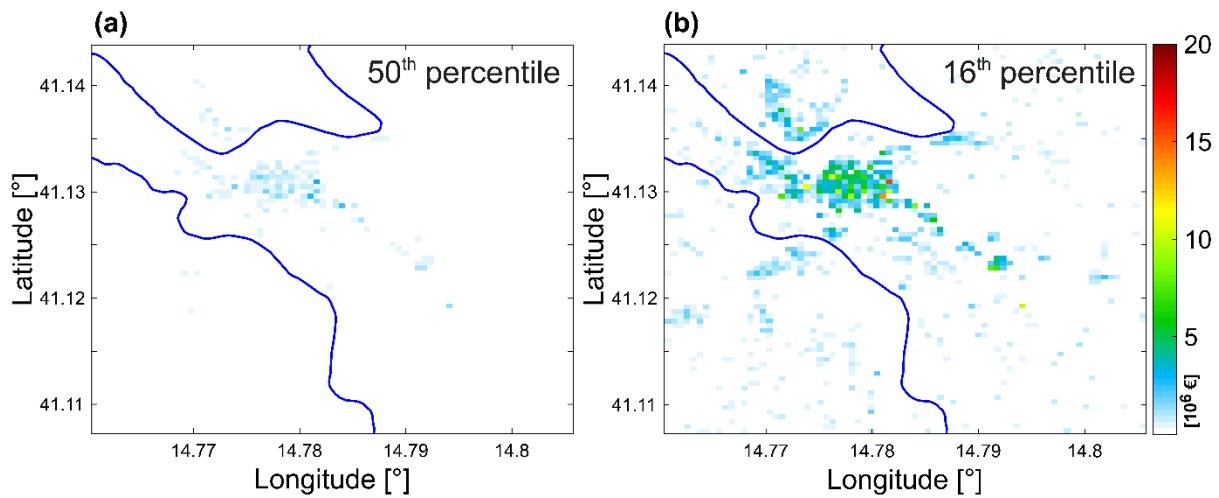 (a)
50th percentile
41.14
41.13
41.12
41.11
Latitude [°]
14.77
14.78
14.79
14.8
Longitude [°]
(b)
16th percentile
41.14
41.13
41.12
41.11
Latitude [°]
14.77
14.78
14.79
14.8
Longitude [°]
20
15
10
5
[10⁶ €]